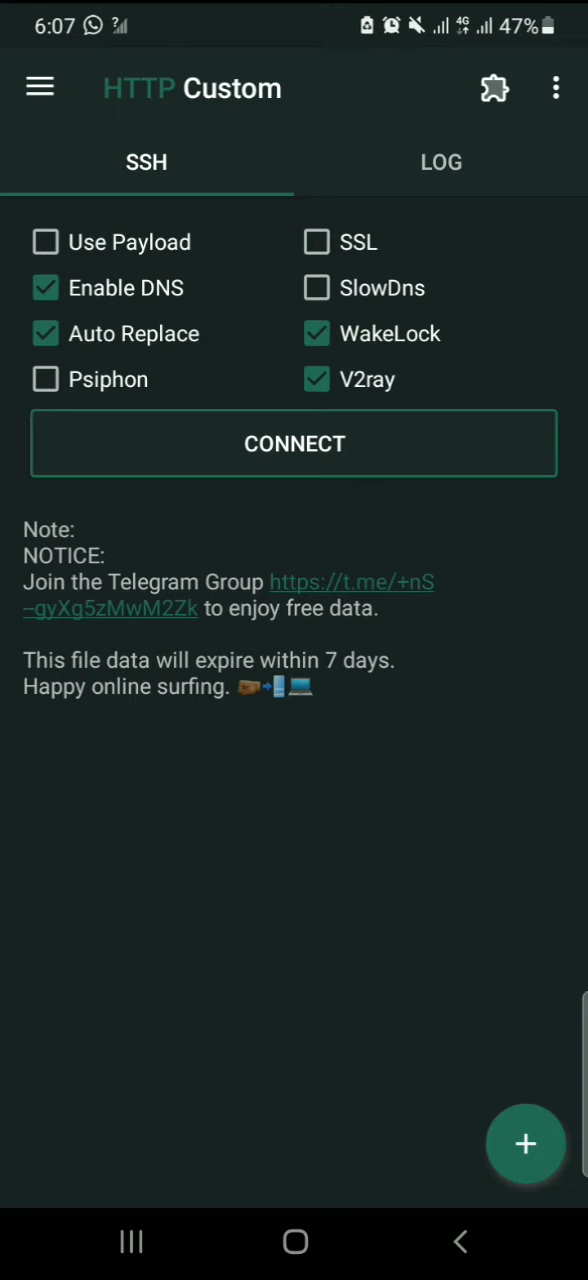 6:07 4G 47%
HTTP Custom
SSH LOG
Use Payload SSL
Enable DNS SlowDns
Auto Replace WakeLock
Psiphon V2ray
CONNECT
Note:
NOTICE:
Join the Telegram Group https://t.me/+nS
--gyXg5zMwM2Zk to enjoy free data.
This file data will expire within 7 days.
Happy online surfing.